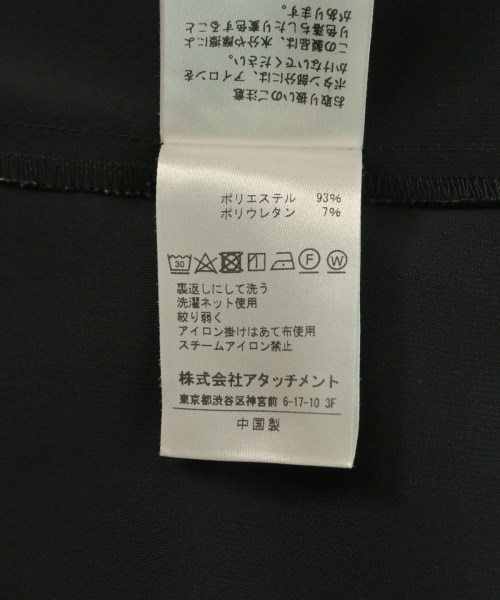 お取り扱いのご注意
ボタン部分には、アイロンを
かけないでください。
この製品は、水分や摩擦によ
り色落ちしたり変色すること
があります。
ポリエステル 93%
ポリウレタン 7%
30 F W
裏返しにして洗う
洗濯ネット使用
絞り弱く
アイロン掛けはあて布使用
スチームアイロン禁止
株式会社アタッチメント
東京都渋谷区神宮前 6-17-10 3F
中国製